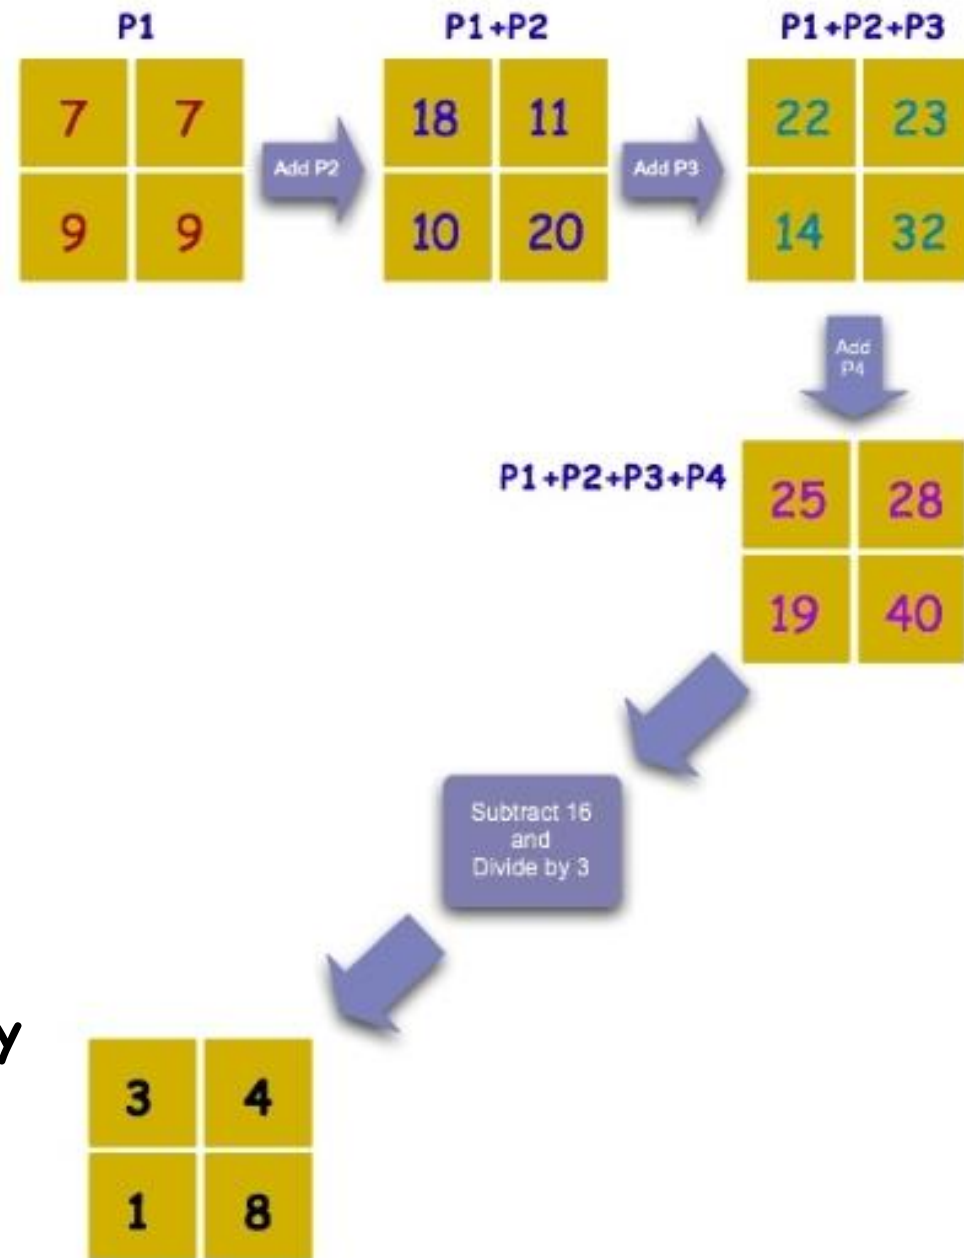 P1
P1+P2
P1+P2+P3
7 7
18 11
22 23
Add P2
Add P3
9 9
10 20
14 32
Add
P4
P1+P2+P3+P4
25 28
19 40
Subtract 16
and
Divide by 3
y
3 4
1 8